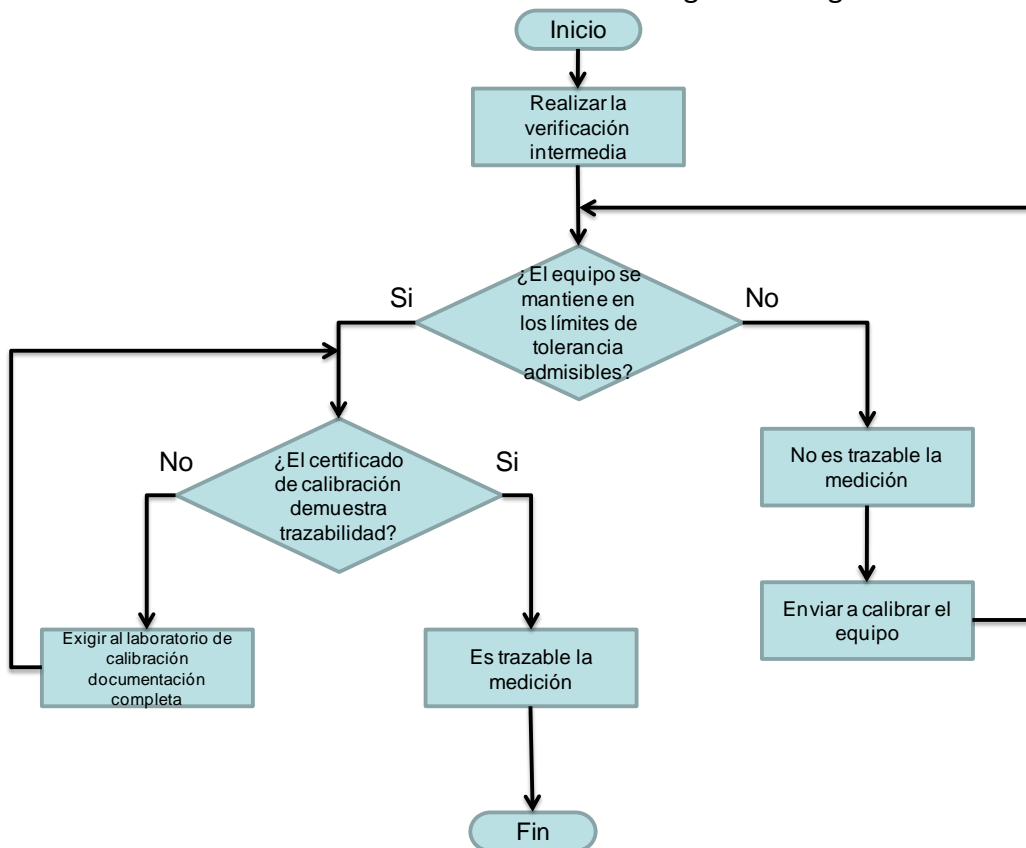 Inicio
Realizar la
verificación
intermedia
¿El equipo se
mantiene en
los límites de
tolerancia
admisibles?
Si
No
¿El certificado
de calibración
demuestra
trazabilidad?
No
Si
No es trazable la
medición
Enviar a calibrar el
equipo
Exigir al laboratorio de
calibración
documentación
completa
Es trazable la
medición
Fin